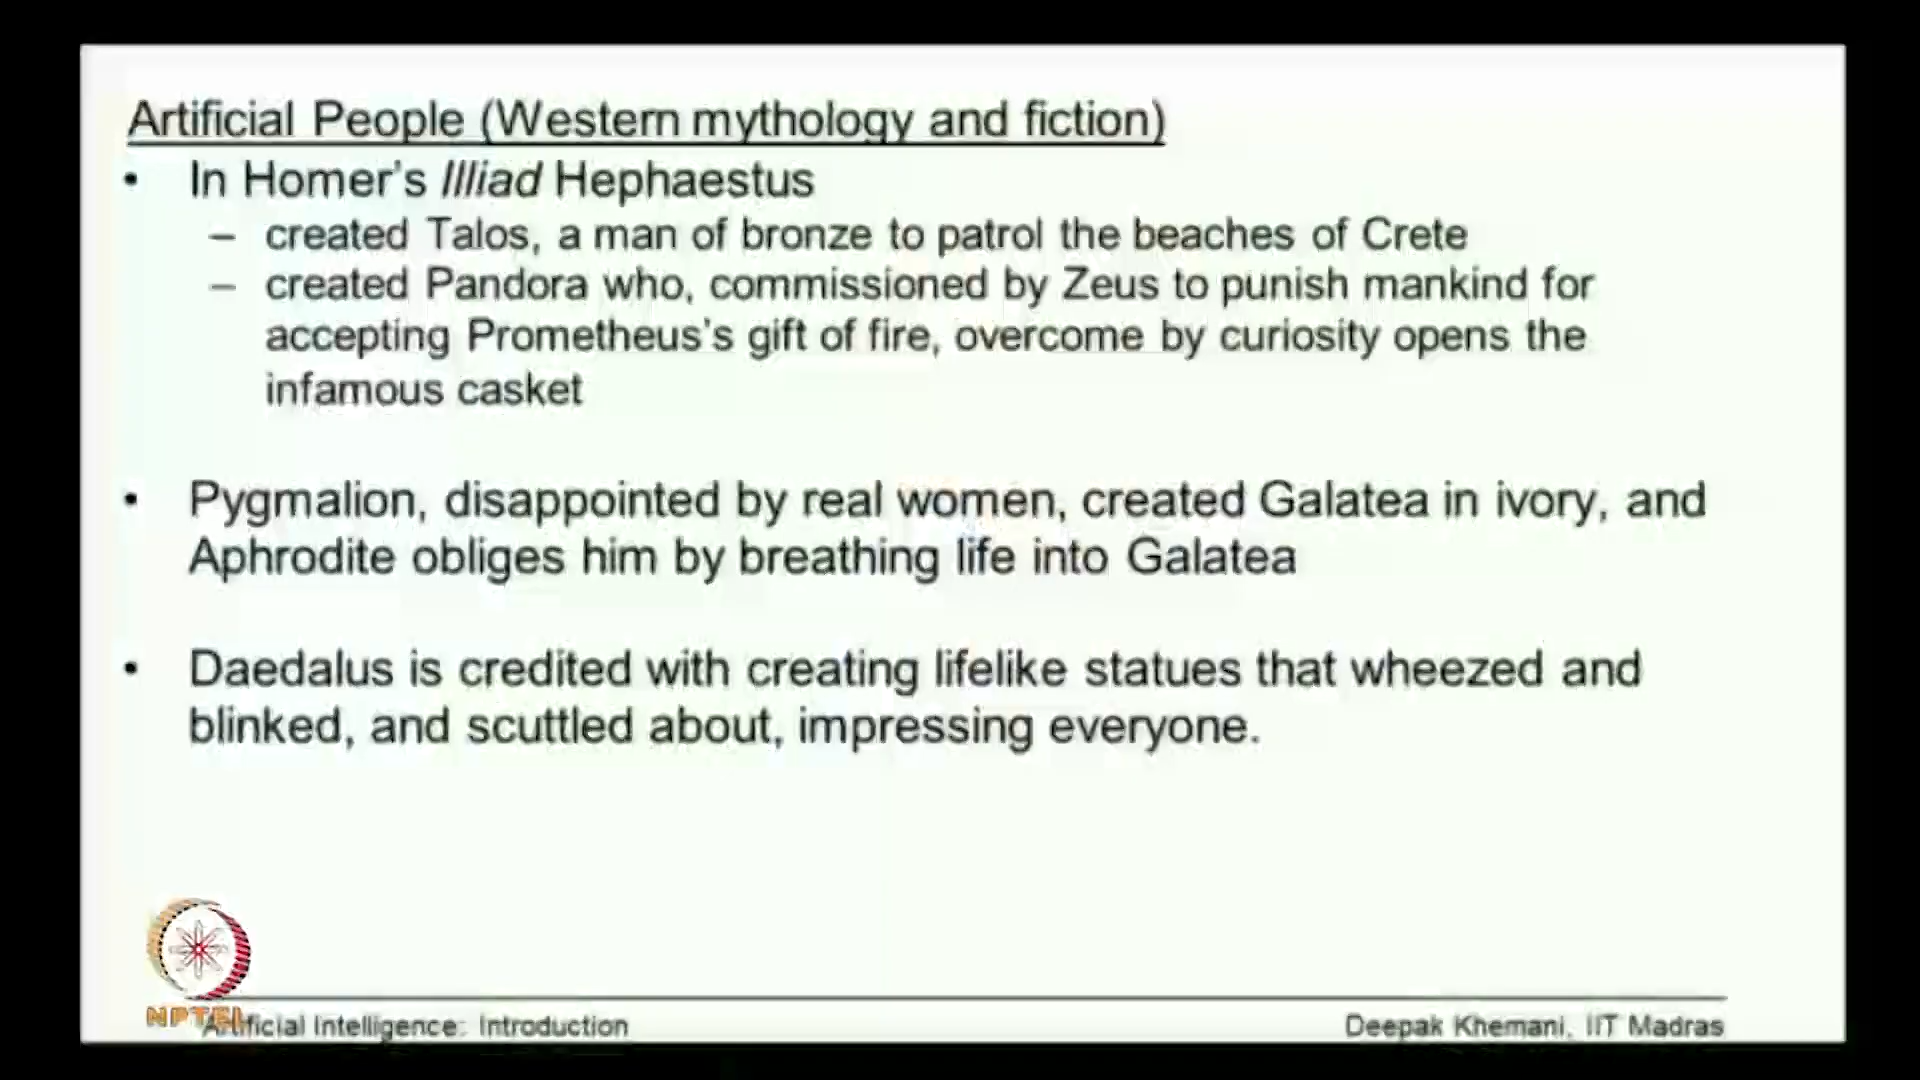 Artificial People (Western mythology and fiction)
• In Homer's Illiad Hephaestus
– created Talos, a man of bronze to patrol the beaches of Crete
– created Pandora who, commissioned by Zeus to punish mankind for
accepting Prometheus's gift of fire, overcome by curiosity opens the
infamous casket
• Pygmalion, disappointed by real women, created Galatea in ivory, and
Aphrodite obliges him by breathing life into Galatea
• Daedalus is credited with creating lifelike statues that wheezed and
blinked, and scuttled about, impressing everyone.
NPTEL
Artificial Intelligence: Introduction
Deepak Khemani, IIT Madras